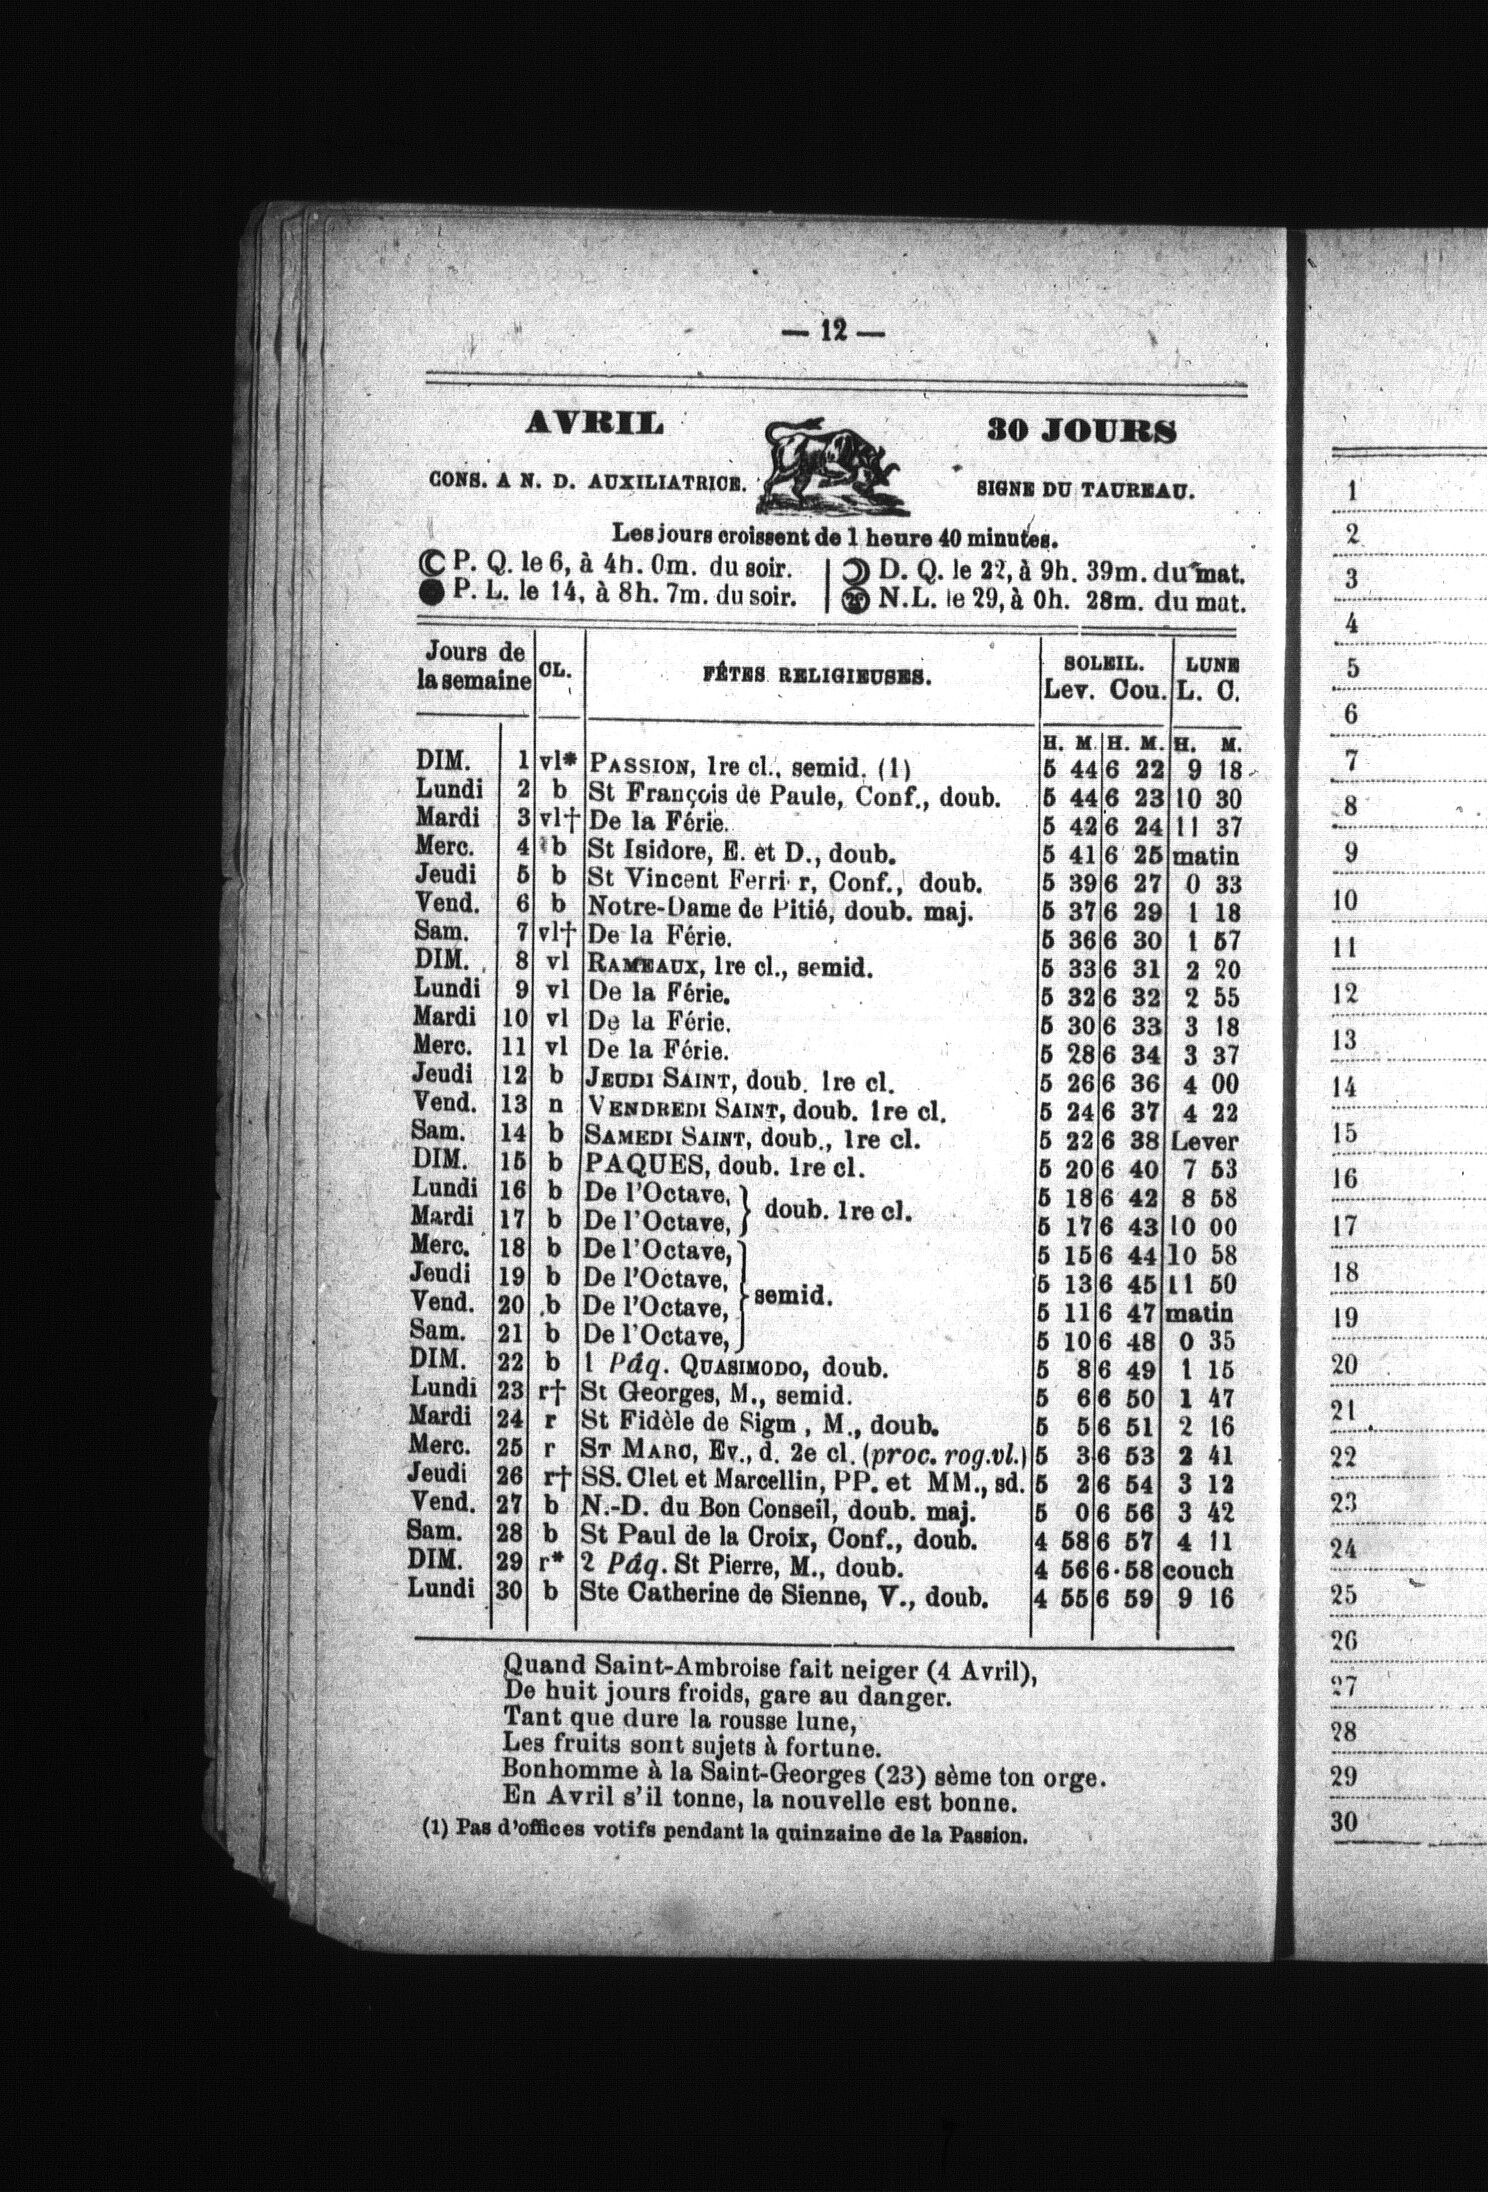 — 12 —
AVRIL 30 JOURS
CONS. A N. D. AUXILIATRICE. SIGNE DU TAUREAU.
Les jours croissent de 1 heure 40 minutes.
P. Q. le 6, à 4h. 0m. du soir. D. Q. le 22, à 9h. 39m. du mat.
P. L. le 14, à 8h. 7m. du soir. N.L. le 29, à 0h. 28m. du mat.
Jours de la semaine CL. FÊTES RELIGIEUSES. SOLEIL. Lev. Cou. LUNE L. C.
H. M. H. M. H. M.
DIM. 1 vl* PASSION, 1re cl., semid. (1) 5 44 6 22 9 18
Lundi 2 b St François de Paule, Conf., doub. 5 44 6 23 10 30
Mardi 3 vl† De la Férie. 5 42 6 24 11 37
Merc. 4 b St Isidore, E. et D., doub. 5 41 6 25 matin
Jeudi 5 b St Vincent Ferri r, Conf., doub. 5 39 6 27 0 33
Vend. 6 b Notre-Dame de Pitié, doub. maj. 5 37 6 29 1 18
Sam. 7 vl† De la Férie. 5 36 6 30 1 57
DIM. 8 vl RAMEAUX, 1re cl., semid. 5 33 6 31 2 20
Lundi 9 vl De la Férie. 5 32 6 32 2 55
Mardi 10 vl De la Férie. 5 30 6 33 3 18
Merc. 11 vl De la Férie. 5 28 6 34 3 37
Jeudi 12 b JEUDI SAINT, doub. 1re cl. 5 26 6 36 4 00
Vend. 13 n VENDREDI SAINT, doub. 1re cl. 5 24 6 37 4 22
Sam. 14 b SAMEDI SAINT, doub., 1re cl. 5 22 6 38 Lever
DIM. 15 b PAQUES, doub. 1re cl. 5 20 6 40 7 53
Lundi 16 b De l'Octave, doub. 1re cl. 5 18 6 42 8 58
Mardi 17 b De l'Octave, 5 17 6 43 10 00
Merc. 18 b De l'Octave, 5 15 6 44 10 58
Jeudi 19 b De l'Octave, semid. 5 13 6 45 11 50
Vend. 20 b De l'Octave, 5 11 6 47 matin
Sam. 21 b De l'Octave, 5 10 6 48 0 35
DIM. 22 b 1 Pâq. QUASIMODO, doub. 5 8 6 49 1 15
Lundi 23 r† St Georges, M., semid. 5 6 6 50 1 47
Mardi 24 r St Fidèle de Sigm , M., doub. 5 5 6 51 2 16
Merc. 25 r ST MARC, Ev., d. 2e cl. (proc. rog.vl.) 5 3 6 53 2 41
Jeudi 26 r† SS. Clet et Marcellin, PP. et MM., sd. 5 2 6 54 3 12
Vend. 27 b N.-D. du Bon Conseil, doub. maj. 5 0 6 56 3 42
Sam. 28 b St Paul de la Croix, Conf., doub. 4 58 6 57 4 11
DIM. 29 r* 2 Pâq. St Pierre, M., doub. 4 56 6 58 couch
Lundi 30 b Ste Catherine de Sienne, V., doub. 4 55 6 59 9 16
Quand Saint-Ambroise fait neiger (4 Avril),
De huit jours froids, gare au danger.
Tant que dure la rousse lune,
Les fruits sont sujets à fortune.
Bonhomme à la Saint-Georges (23) sème ton orge.
En Avril s'il tonne, la nouvelle est bonne.
(1) Pas d'offices votifs pendant la quinzaine de la Passion.
1
2
3
4
5
6
7
8
9
10
11
12
13
14
15
16
17
18
19
20
21
22
23
24
25
26
27
28
29
30